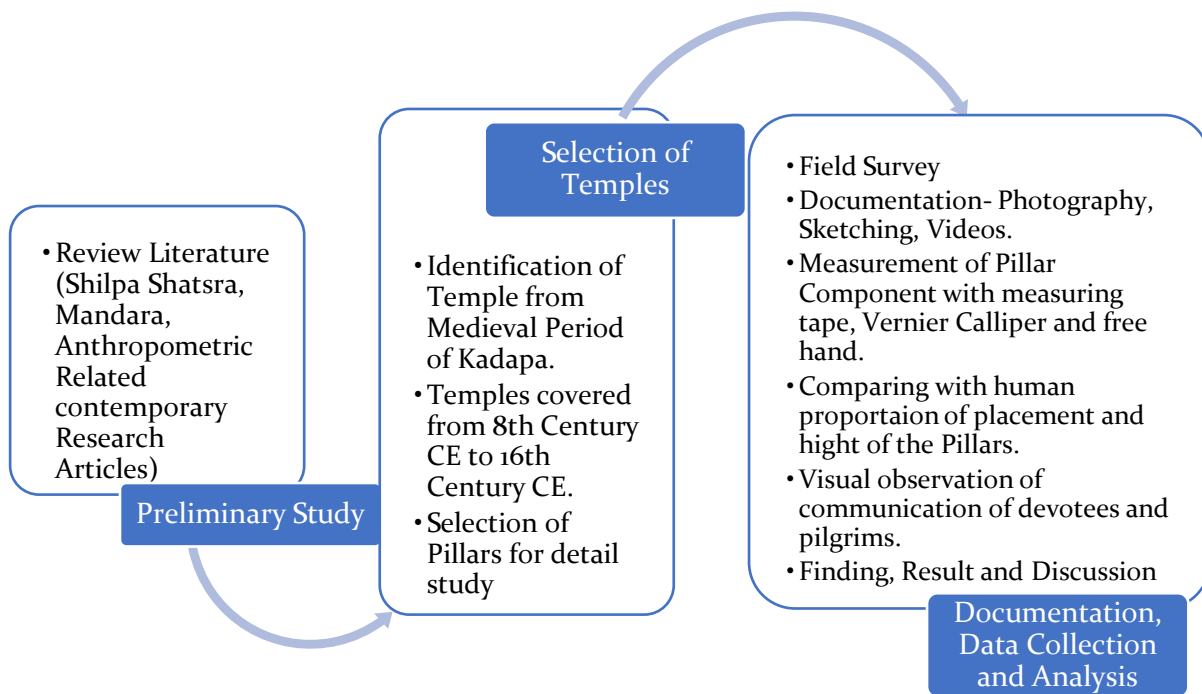 • Review Literature
(Shilpa Shatsra,
Mandara,
Anthropometric
Related
contemporary
Research
Articles)
Preliminary Study
Selection of
Temples
• Identification of
Temple from
Medieval Period
of Kadapa.
• Temples covered
from 8th Century
CE to 16th
Century CE.
• Selection of
Pillars for detail
study
• Field Survey
• Documentation- Photography,
Sketching, Videos.
• Measurement of Pillar
Component with measuring
tape, Vernier Calliper and free
hand.
• Comparing with human
proportaion of placement and
hight of the Pillars.
• Visual observation of
communication of devotees and
pilgrims.
• Finding, Result and Discussion
Documentation,
Data Collection
and Analysis